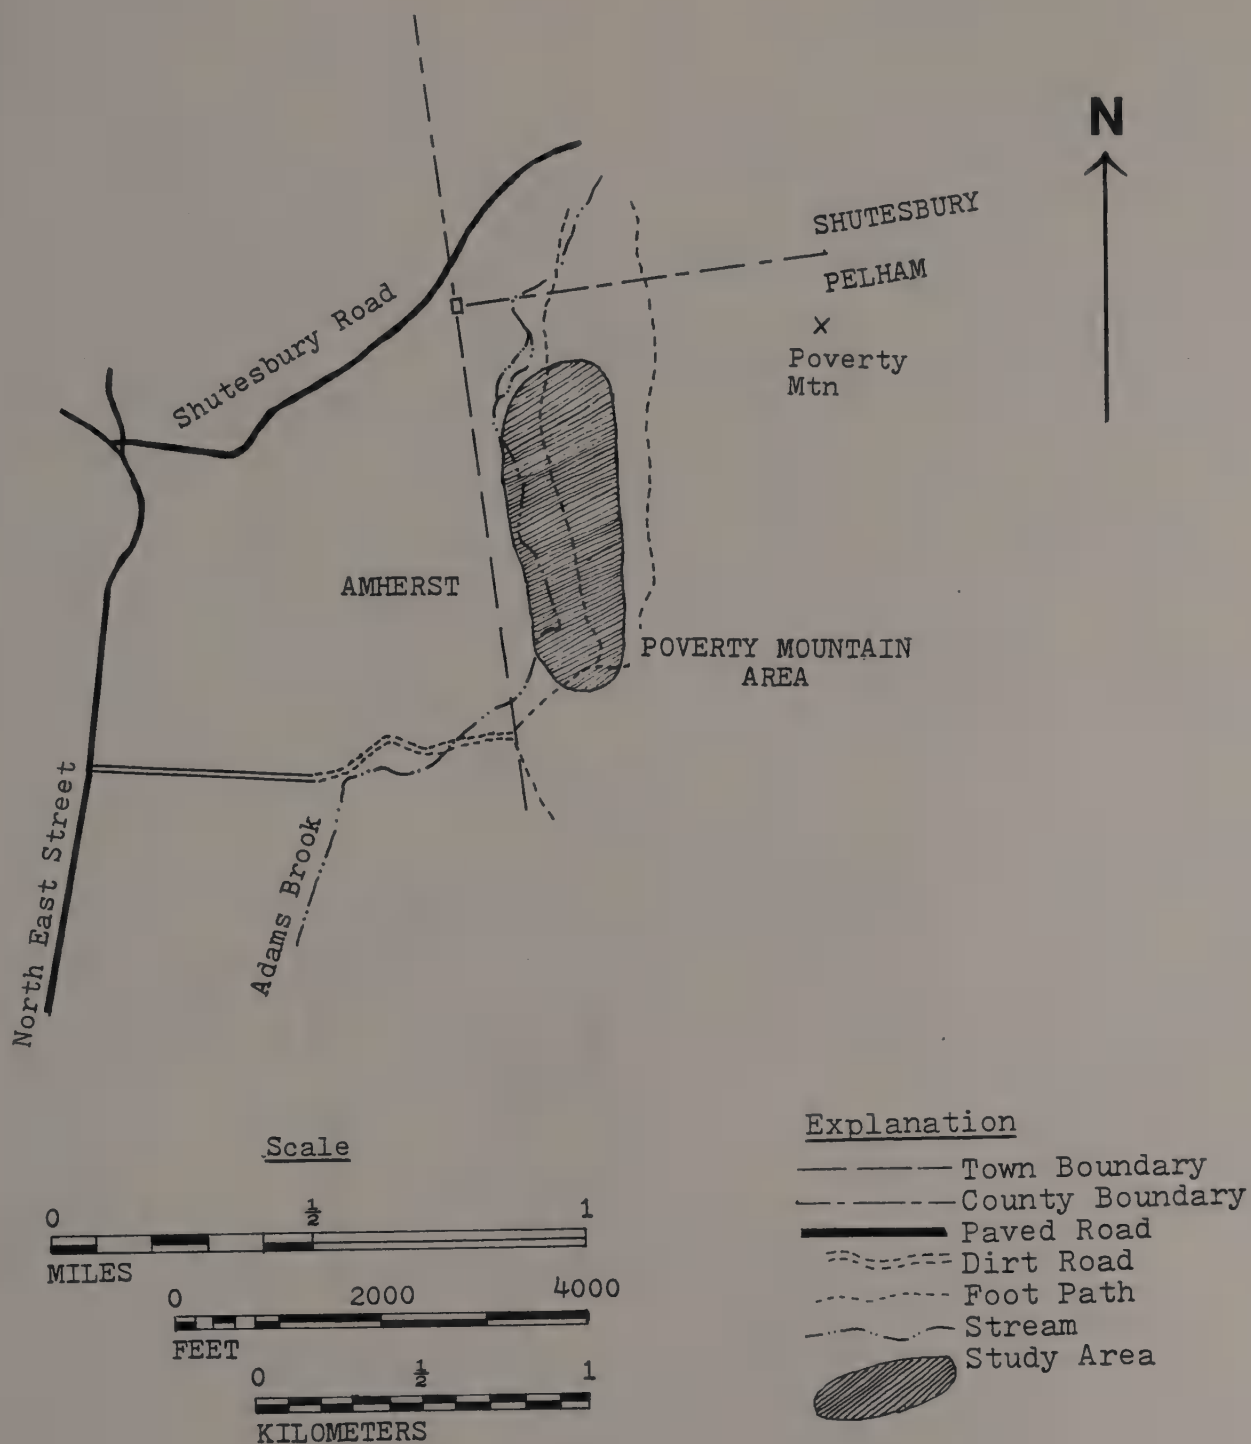 N
SHUTESBURY
PELHAM
x
Poverty
Mtn
Shutesbury Road
AMHERST
POVERTY MOUNTAIN
AREA
North East Street
Adams Brook
Scale
0 ½ 1
MILES
0 2000 4000
FEET
0 ½ 1
KILOMETERS
Explanation
Town Boundary
County Boundary
Paved Road
Dirt Road
Foot Path
Stream
Study Area